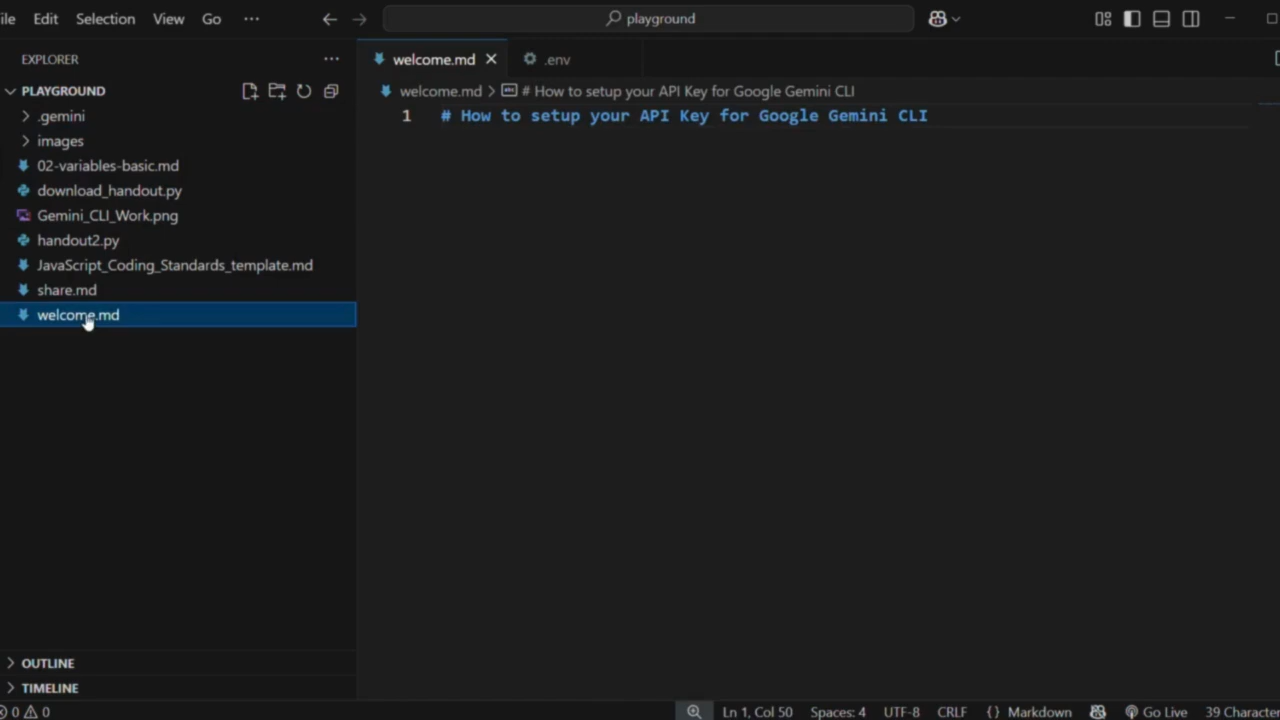 ile Edit Selection View Go ··· playground
EXPLORER ···
PLAYGROUND
.gemini
images
02-variables-basic.md
download_handout.py
Gemini_CLI_Work.png
handout2.py
JavaScript_Coding_Standards_template.md
share.md
welcome.md
OUTLINE
TIMELINE
welcome.md .env
welcome.md > # How to setup your API Key for Google Gemini CLI
1 # How to setup your API Key for Google Gemini CLI
0 0 Ln 1, Col 50 Spaces: 4 UTF-8 CRLF {} Markdown Go Live 39 Character